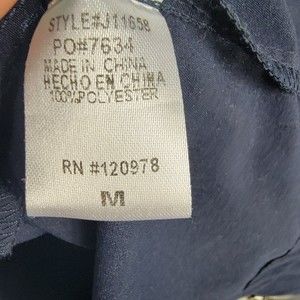 STYLE#J11658
PO#7634
MADE IN CHINA
HECHO EN CHINA
100%POLYESTER
RN #120978
M